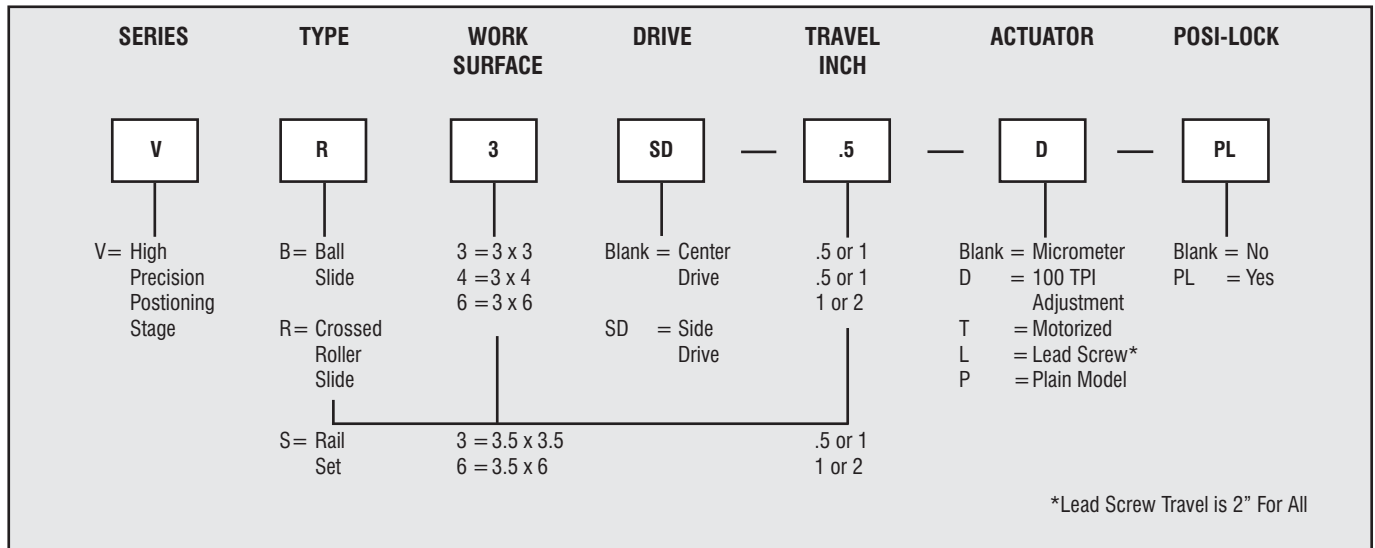 SERIES TYPE WORK SURFACE DRIVE TRAVEL INCH ACTUATOR POSI-LOCK
V R 3 SD — .5 — D — PL
V= High Precision Postioning Stage
B= Ball Slide
R= Crossed Roller Slide
S= Rail Set
3 = 3 x 3
4 = 3 x 4
6 = 3 x 6
3 = 3.5 x 3.5
6 = 3.5 x 6
Blank = Center Drive
SD = Side Drive
.5 or 1
.5 or 1
1 or 2
.5 or 1
1 or 2
Blank = Micrometer
D = 100 TPI Adjustment
T = Motorized
L = Lead Screw*
P = Plain Model
Blank = No
PL = Yes
*Lead Screw Travel is 2” For All